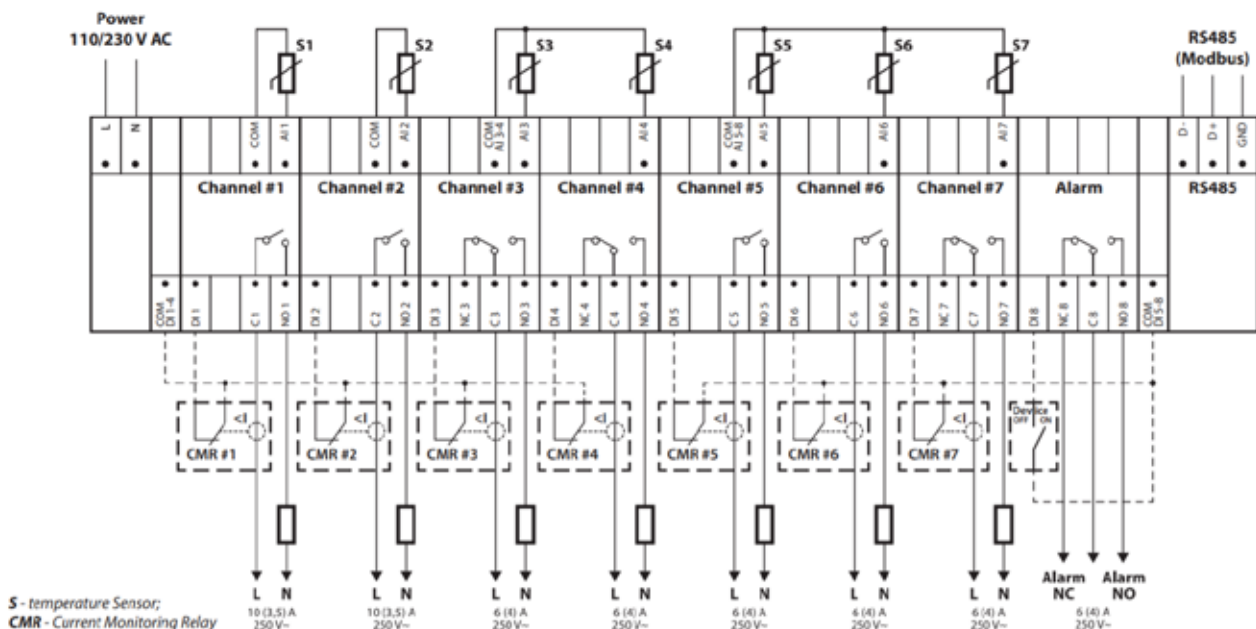 Power
110/230 V AC
S1
S2
S3
S4
S5
S6
S7
RS485
(Modbus)
L
N
COM
AI 1
COM
AI 2
COM
AI 3-4
AI 3
AI 4
COM
AI 5-8
AI 5
AI 6
AI 7
D -
D +
GND
Channel #1
Channel #2
Channel #3
Channel #4
Channel #5
Channel #6
Channel #7
Alarm
RS485
COM
DI 1-4
DI 1
C 1
NO 1
DI 2
C 2
NO 2
DI 3
NC 3
C 3
NO 3
DI 4
NC 4
C 4
NO 4
DI 5
C 5
NO 5
DI 6
C 6
NO 6
DI 7
NC 7
C 7
NO 7
DI 8
NC 8
C 8
NO 8
COM
DI 5-8
<I
<I
<I
<I
<I
<I
<I
Device
OFF ON
CMR #1
CMR #2
CMR #3
CMR #4
CMR #5
CMR #6
CMR #7
L N
L N
L N
L N
L N
L N
L N
Alarm
NC
Alarm
NO
10 (3,5) A
250 V~
10 (3,5) A
250 V~
6 (4) A
250 V~
6 (4) A
250 V~
6 (4) A
250 V~
6 (4) A
250 V~
6 (4) A
250 V~
6 (4) A
250 V~
S - temperature Sensor;
CMR - Current Monitoring Relay